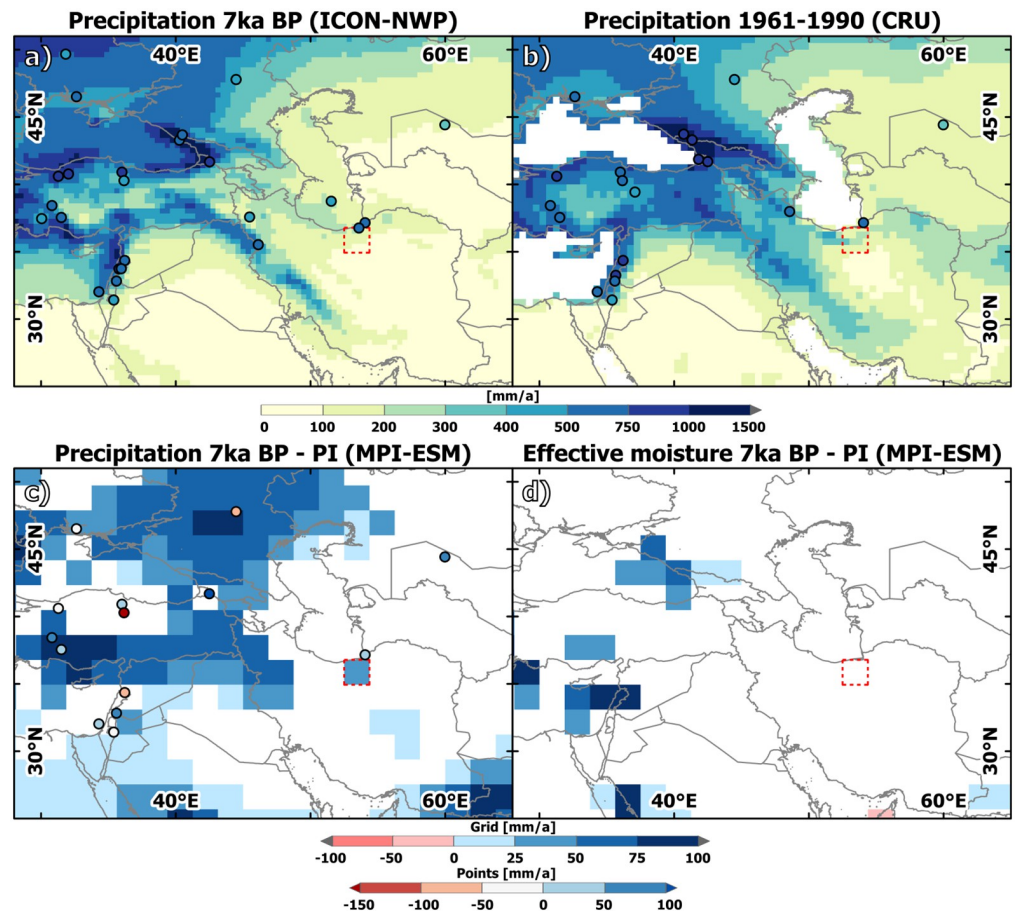 Precipitation 7ka BP (ICON-NWP)
Precipitation 1961-1990 (CRU)
a) 40°E 60°E
b) 40°E 60°E
45°N 45°N
30°N 30°N
[mm/a]
0 100 200 300 400 500 750 1000 1500
Precipitation 7ka BP - PI (MPI-ESM)
Effective moisture 7ka BP - PI (MPI-ESM)
c)
d)
45°N 45°N
30°N 30°N
40°E 60°E 40°E 60°E
Grid [mm/a]
-100 -50 0 25 50 75 100
Points [mm/a]
-150 -100 -50 0 50 100